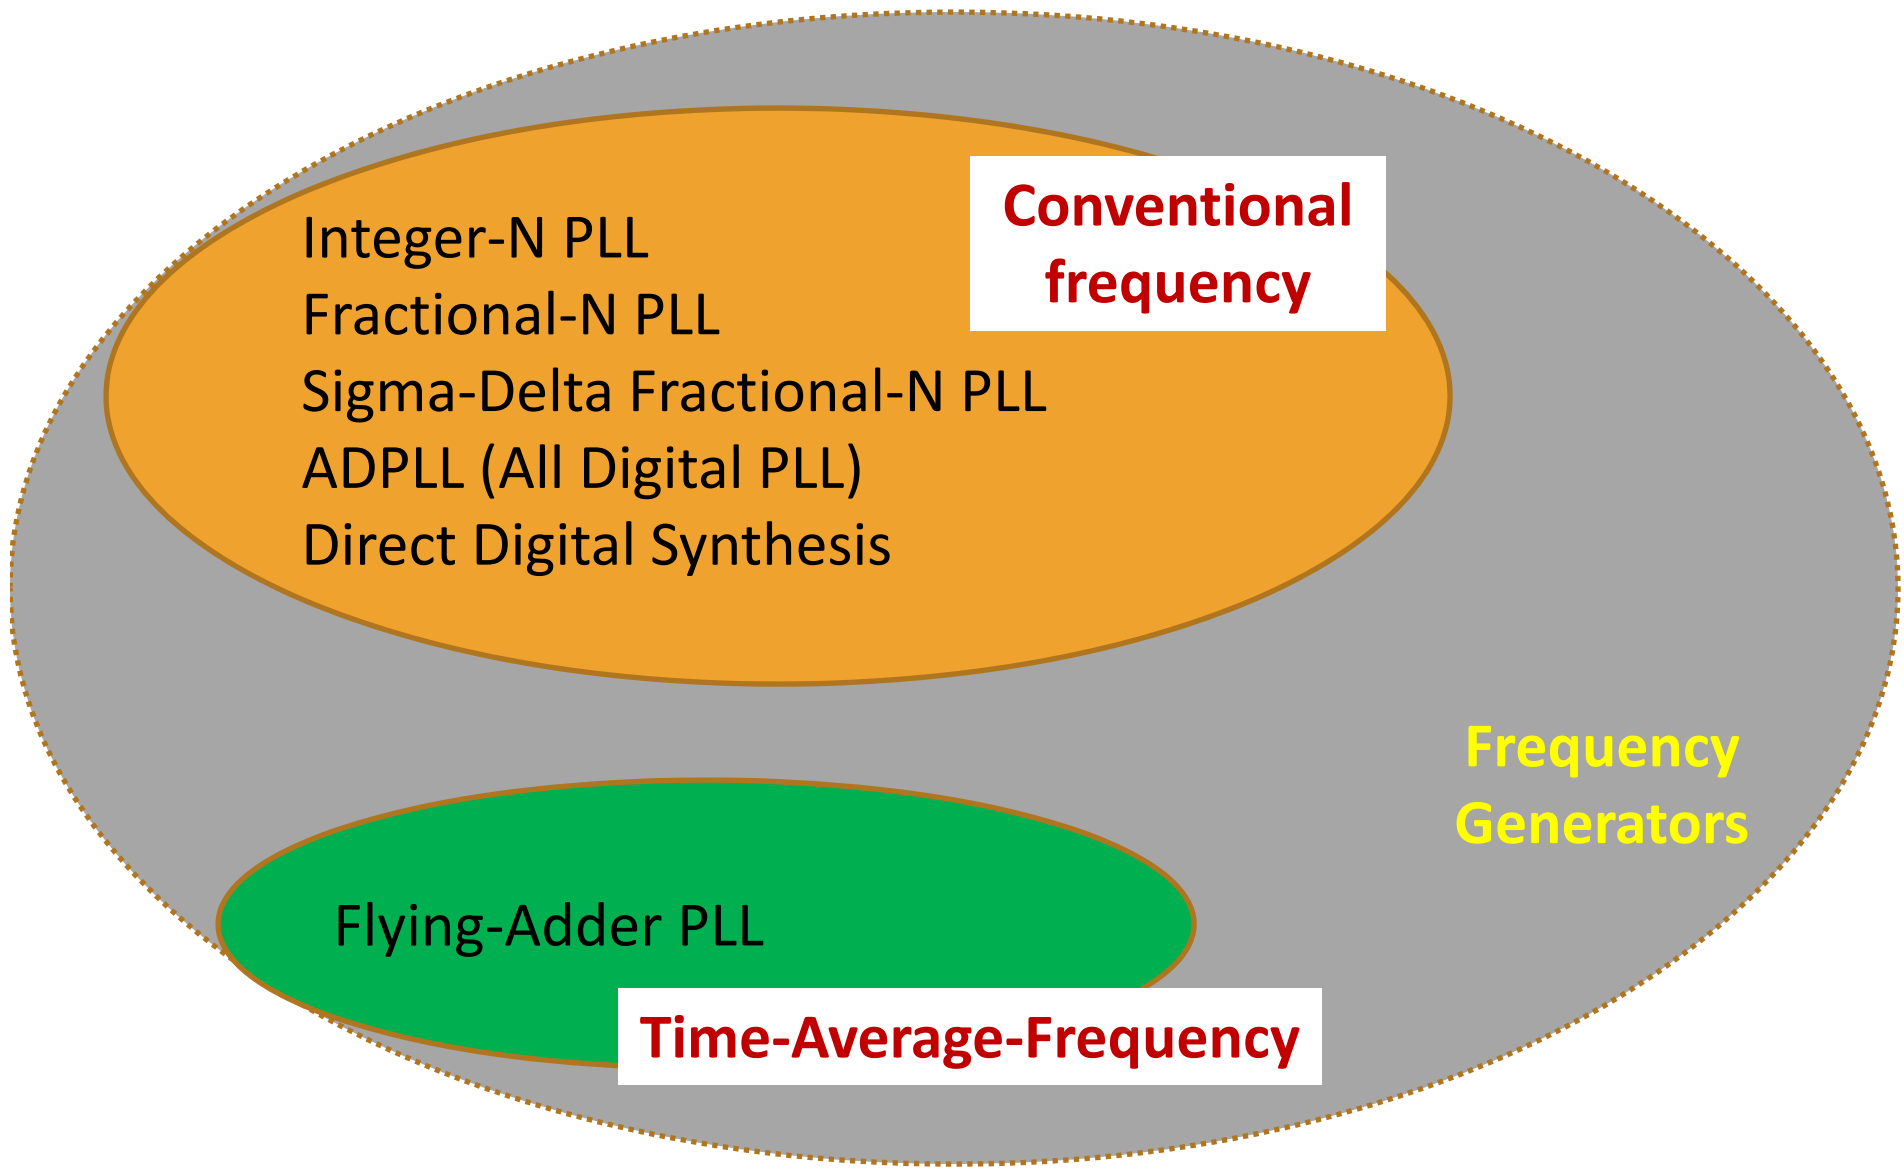 Conventional
frequency
Integer-N PLL
Fractional-N PLL
Sigma-Delta Fractional-N PLL
ADPLL (All Digital PLL)
Direct Digital Synthesis
Frequency
Generators
Flying-Adder PLL
Time-Average-Frequency